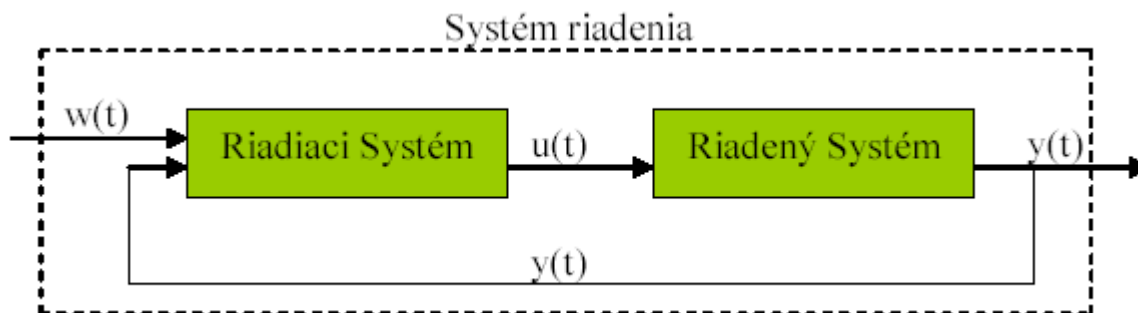 Systém riadenia
w(t)
Riadiaci Systém
u(t)
Riadený Systém
y(t)
y(t)